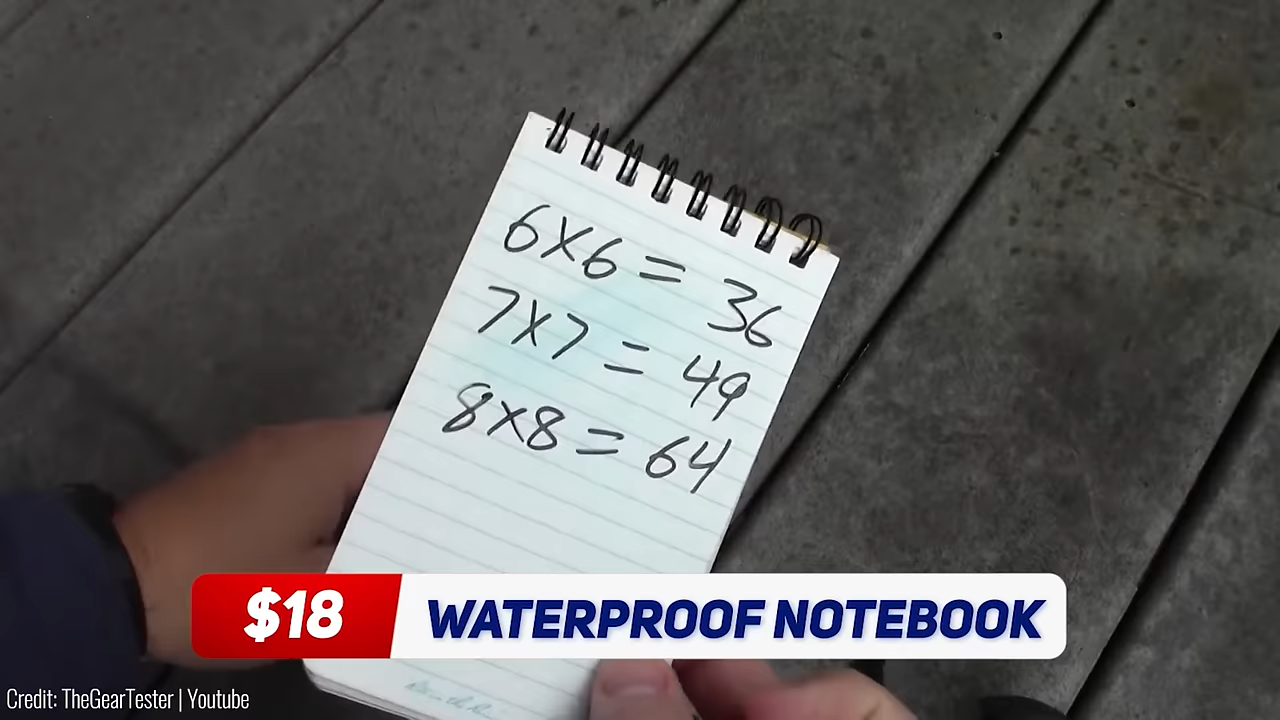 6x6 = 36
7x7 = 49
8x8 = 64
$18 WATERPROOF NOTEBOOK
Credit: TheGearTester | Youtube